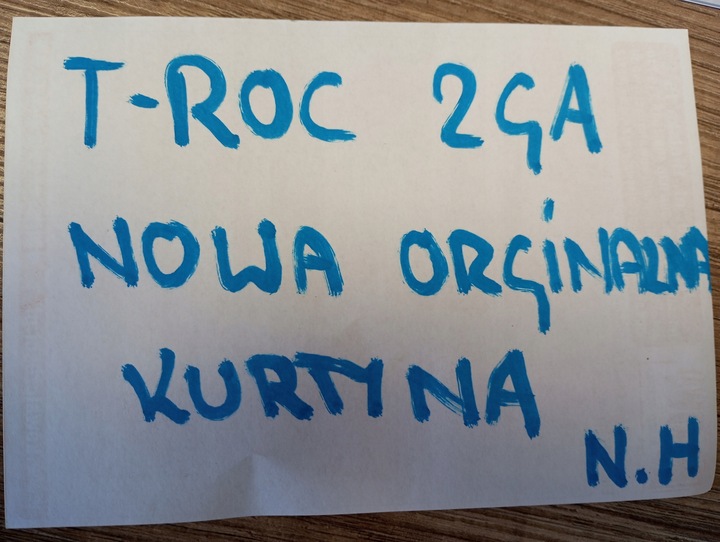 T-ROC 2GA
NOWA ORGiNALNA
KURTYNA
N.H